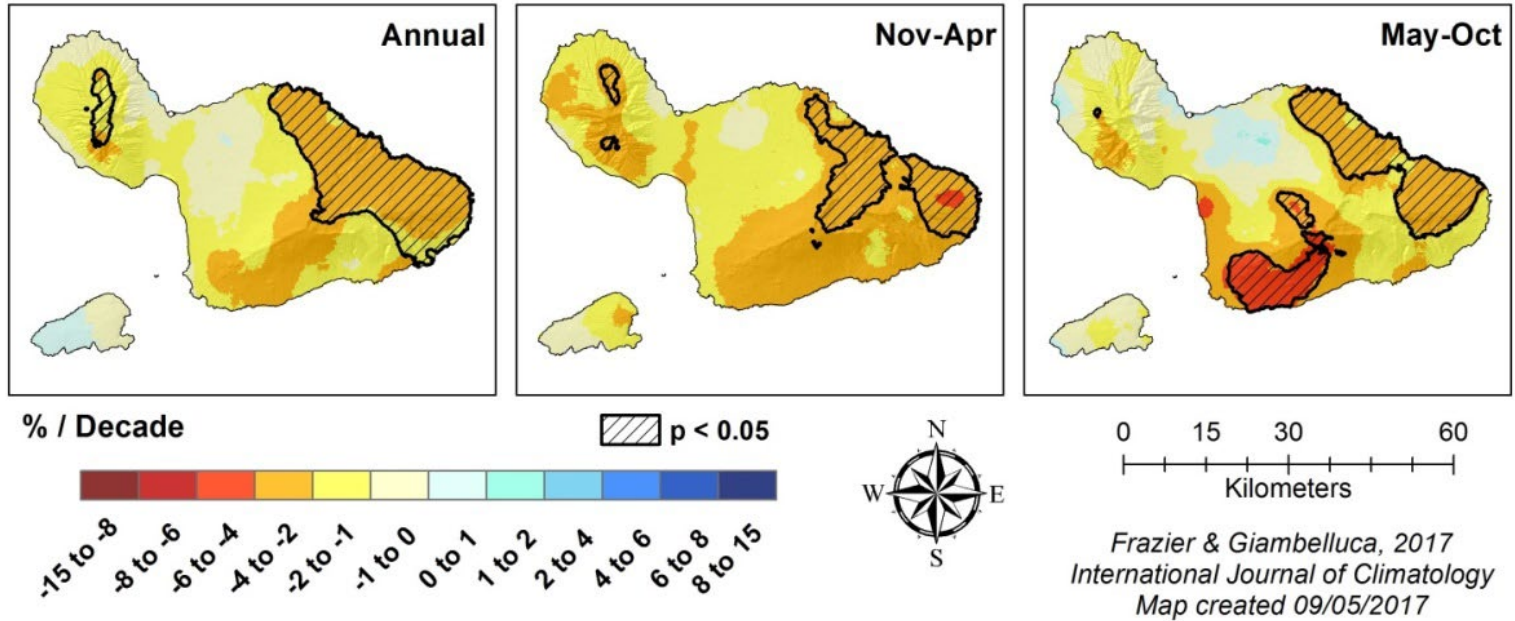 Annual
Nov-Apr
May-Oct
% / Decade
p < 0.05
-15 to -8
-8 to -6
-6 to -4
-4 to -2
-2 to -1
-1 to 0
0 to 1
1 to 2
2 to 4
4 to 6
6 to 8
8 to 15
N
W
E
S
0 15 30 60
Kilometers
Frazier & Giambelluca, 2017
International Journal of Climatology
Map created 09/05/2017